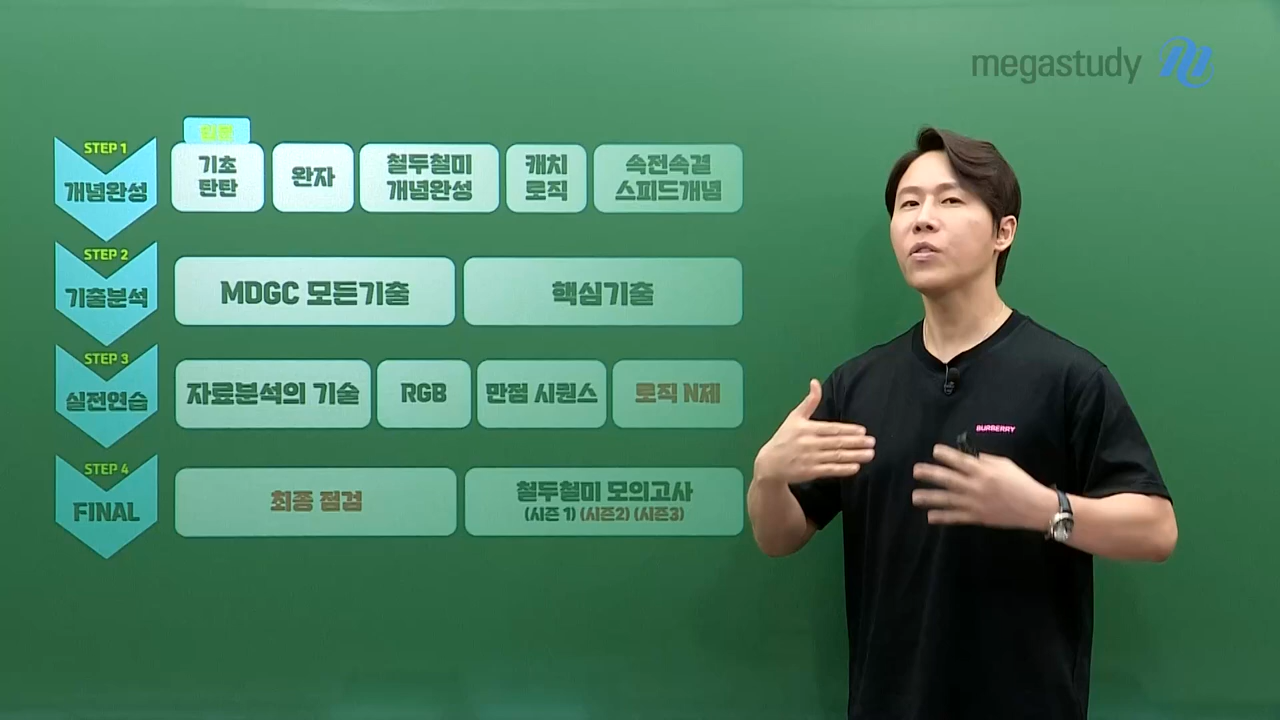 megastudy
STEP 1
개념완성
입문
기초
탄탄
완자
철두철미
개념완성
캐치
로직
속전속결
스피드개념
STEP 2
기출분석
MDGC 모든기출
핵심기출
STEP 3
실전연습
자료분석의 기술
RGB
만점 시퀀스
로직 N제
STEP 4
FINAL
최종 점검
철두철미 모의고사
(시즌 1) (시즌2) (시즌3)
BURBERRY